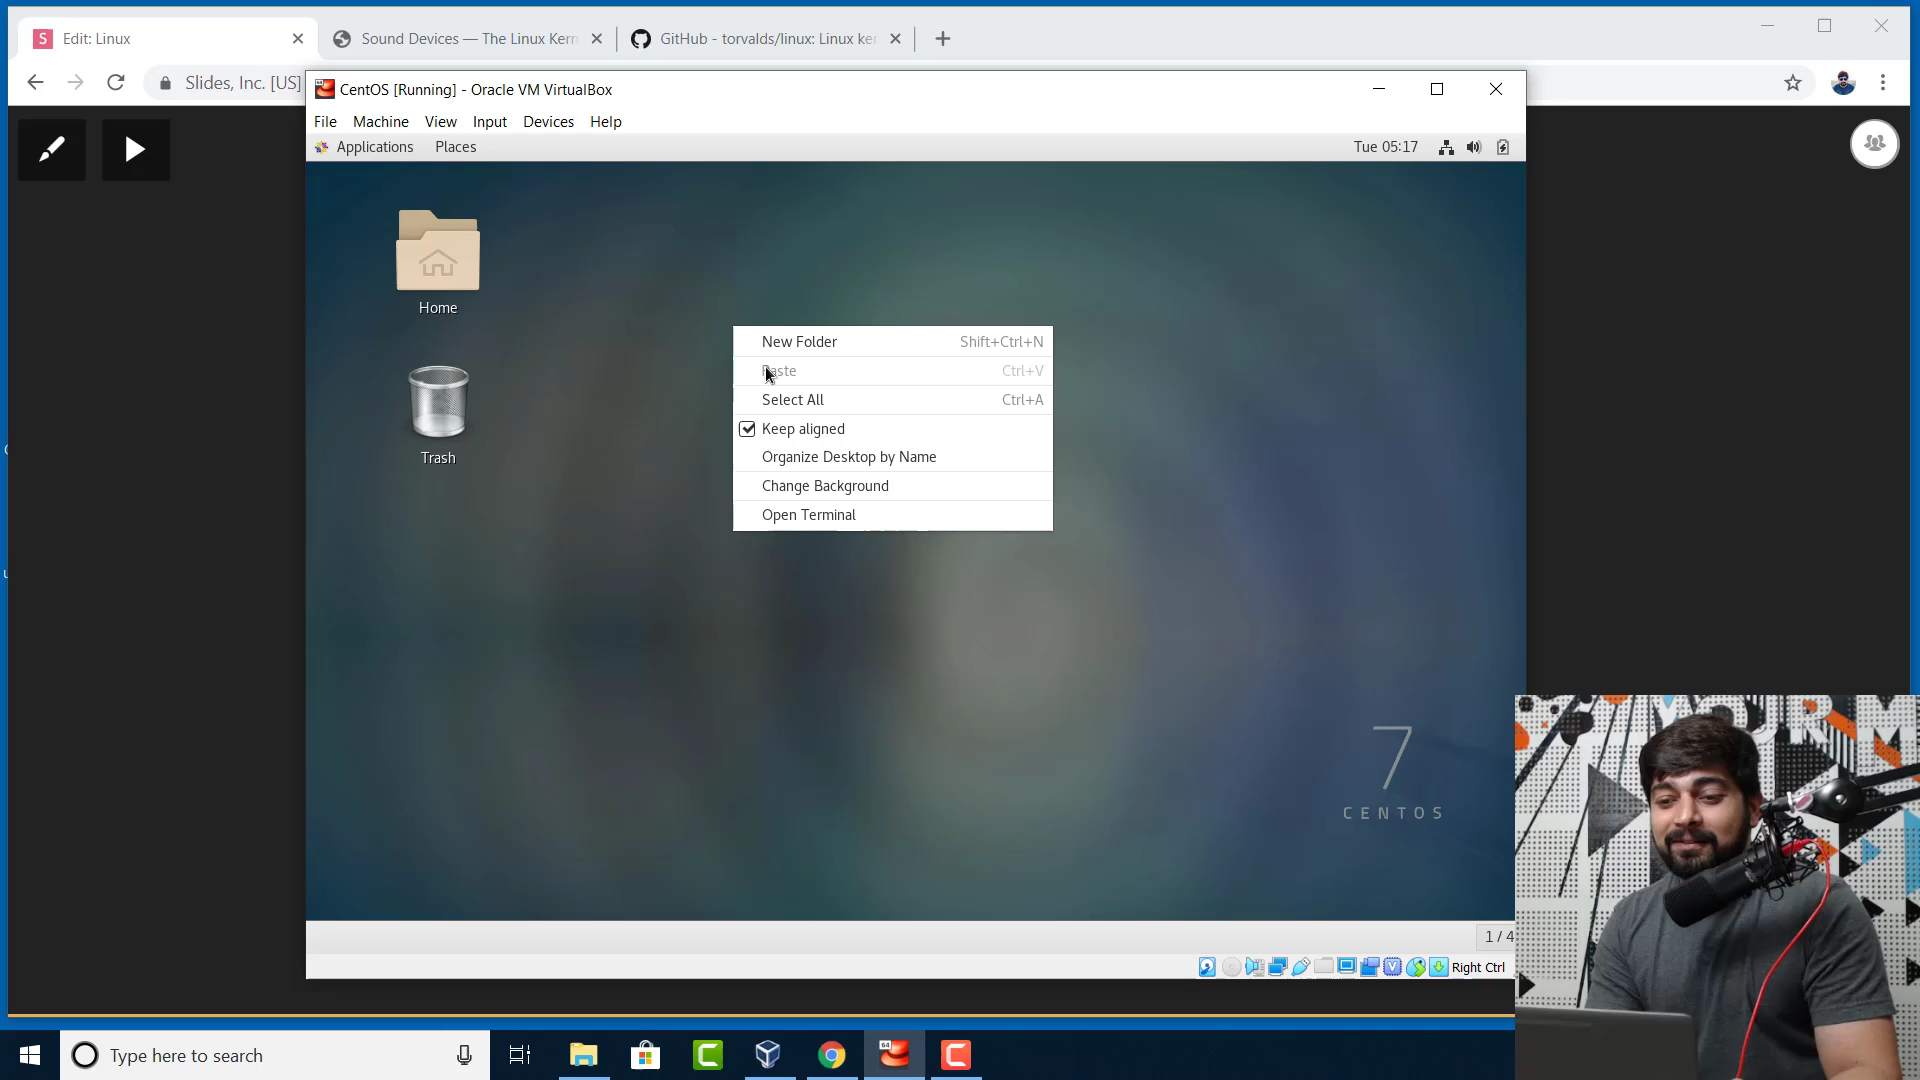 S Edit: Linux
Sound Devices — The Linux Kern
GitHub - torvalds/linux: Linux ker
Slides, Inc. [US]
CentOS [Running] - Oracle VM VirtualBox
File Machine View Input Devices Help
Applications Places Tue 05:17
Home
Trash
New Folder Shift+Ctrl+N
Paste Ctrl+V
Select All Ctrl+A
Keep aligned
Organize Desktop by Name
Change Background
Open Terminal
7
CENTOS
YOUR M
1 / 4
V Right Ctrl
Type here to search
64